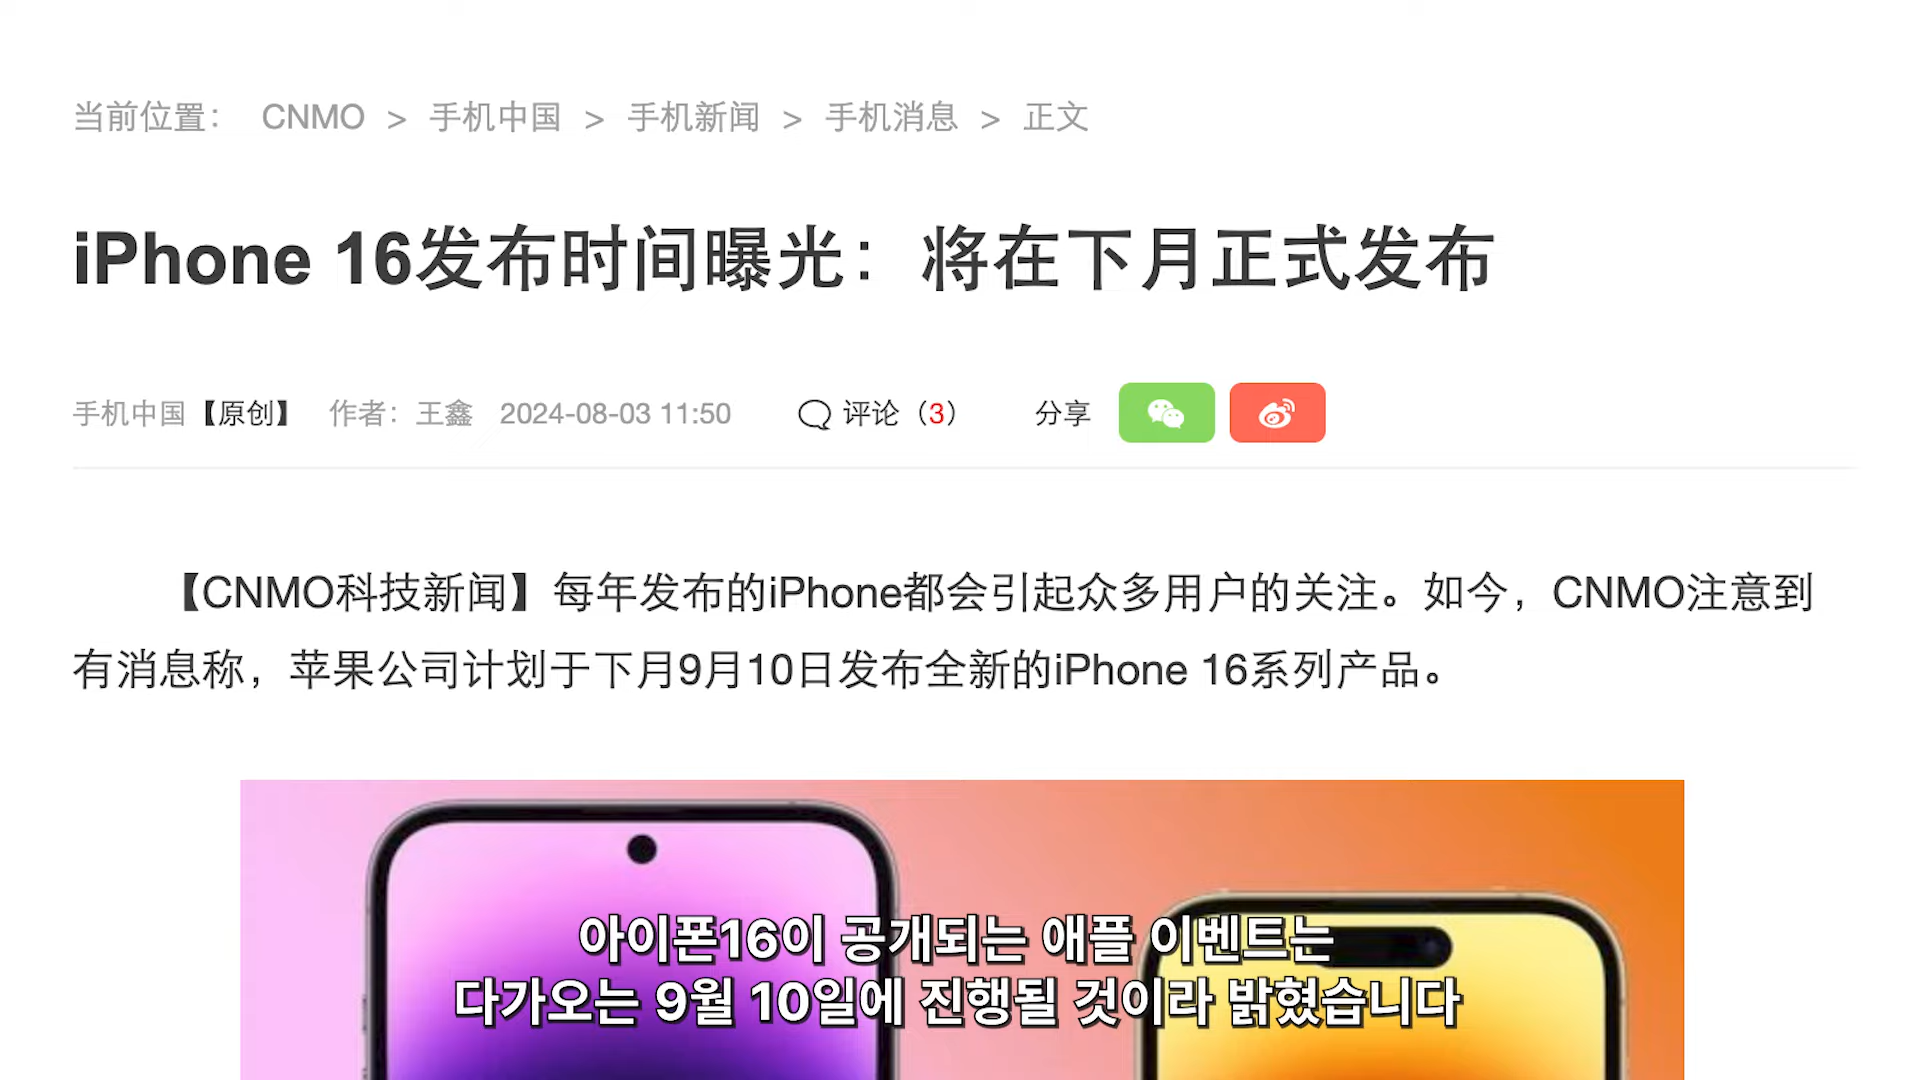 当前位置： CNMO > 手机中国 > 手机新闻 > 手机消息 > 正文
iPhone 16发布时间曝光：将在下月正式发布
手机中国【原创】 作者：王鑫 2024-08-03 11:50 评论（3） 分享
【CNMO科技新闻】每年发布的iPhone都会引起众多用户的关注。如今，CNMO注意到
有消息称，苹果公司计划于下月9月10日发布全新的iPhone 16系列产品。
아이폰16이 공개되는 애플 이벤트는
다가오는 9월 10일에 진행될 것이라 밝혔습니다